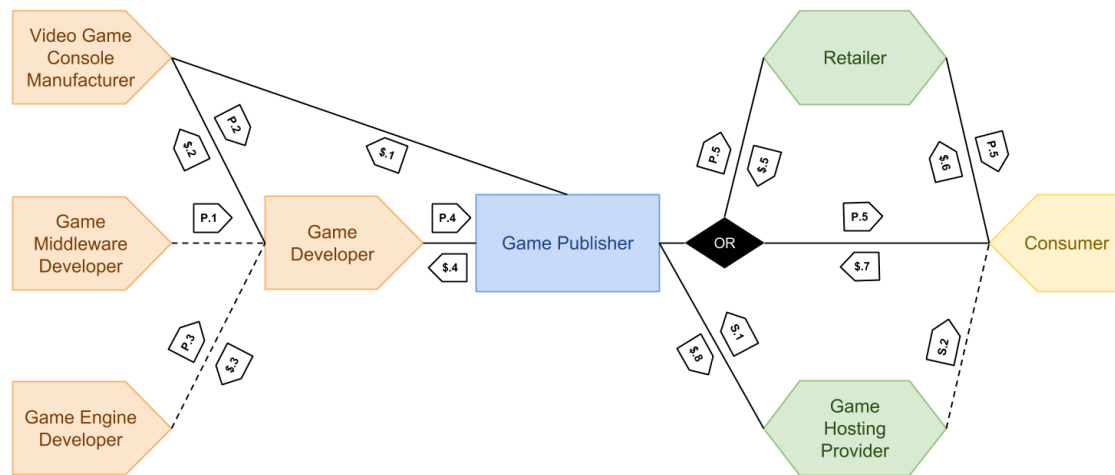 Video Game
Console
Manufacturer
Retailer
P.2
$.2
$.1
P.5
$.5
$.6
P.5
Game
Middleware
Developer
P.1
Game
Developer
P.4
$.4
Game Publisher
OR
P.5
$.7
Consumer
P.3
$.3
S.1
$.8
S.2
Game Engine
Developer
Game
Hosting
Provider